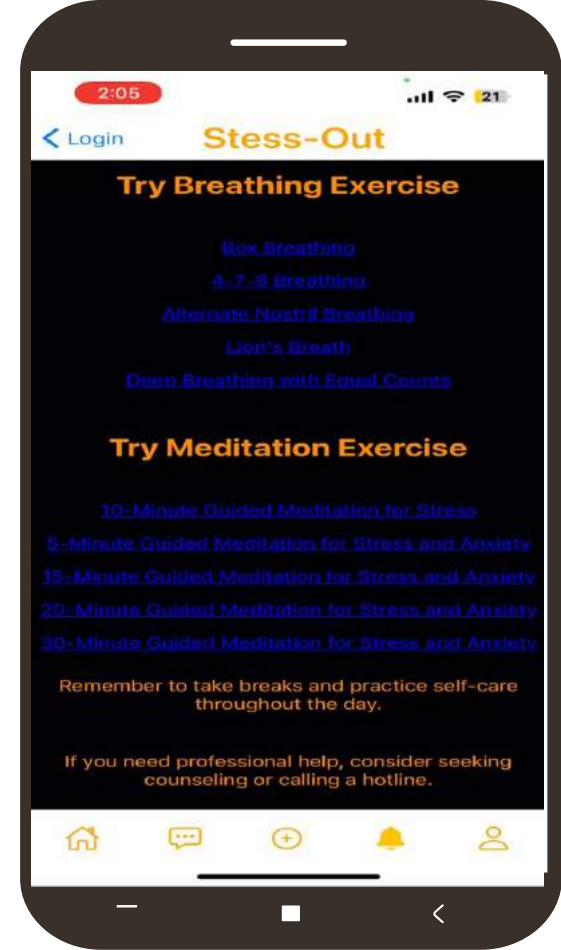 2:05
21
Login
Stess-Out
Try Breathing Exercise
Box Breathing
4-7-8 Breathing
Alternate Nostril Breathing
Lion's Breath
Deep Breathing with Equal Counts
Try Meditation Exercise
10-Minute Guided Meditation for Stress
5-Minute Guided Meditation for Stress and Anxiety
15-Minute Guided Meditation for Stress and Anxiety
20-Minute Guided Meditation for Stress and Anxiety
30-Minute Guided Meditation for Stress and Anxiety
Remember to take breaks and practice self-care
throughout the day.
If you need professional help, consider seeking
counseling or calling a hotline.